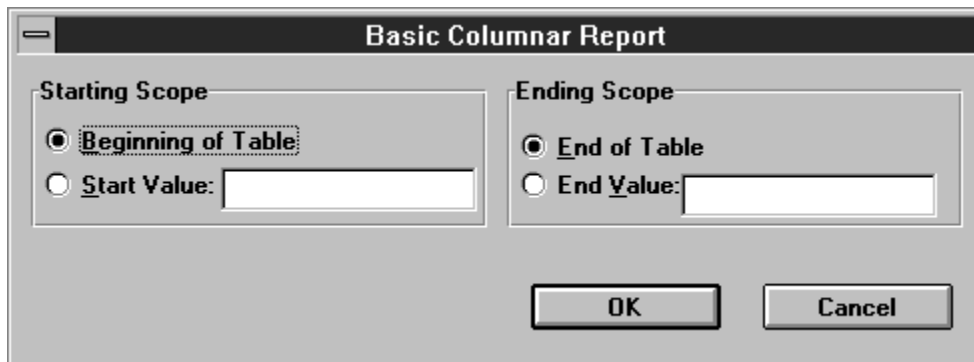 Basic Columnar Report
Starting Scope
Beginning of Table
Start Value:
Ending Scope
End of Table
End Value:
OK
Cancel